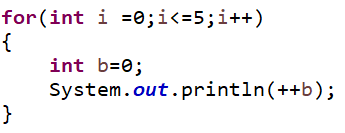 for(int i =0;i<=5;i++)
{
    int b=0;
    System.out.println(++b);
}